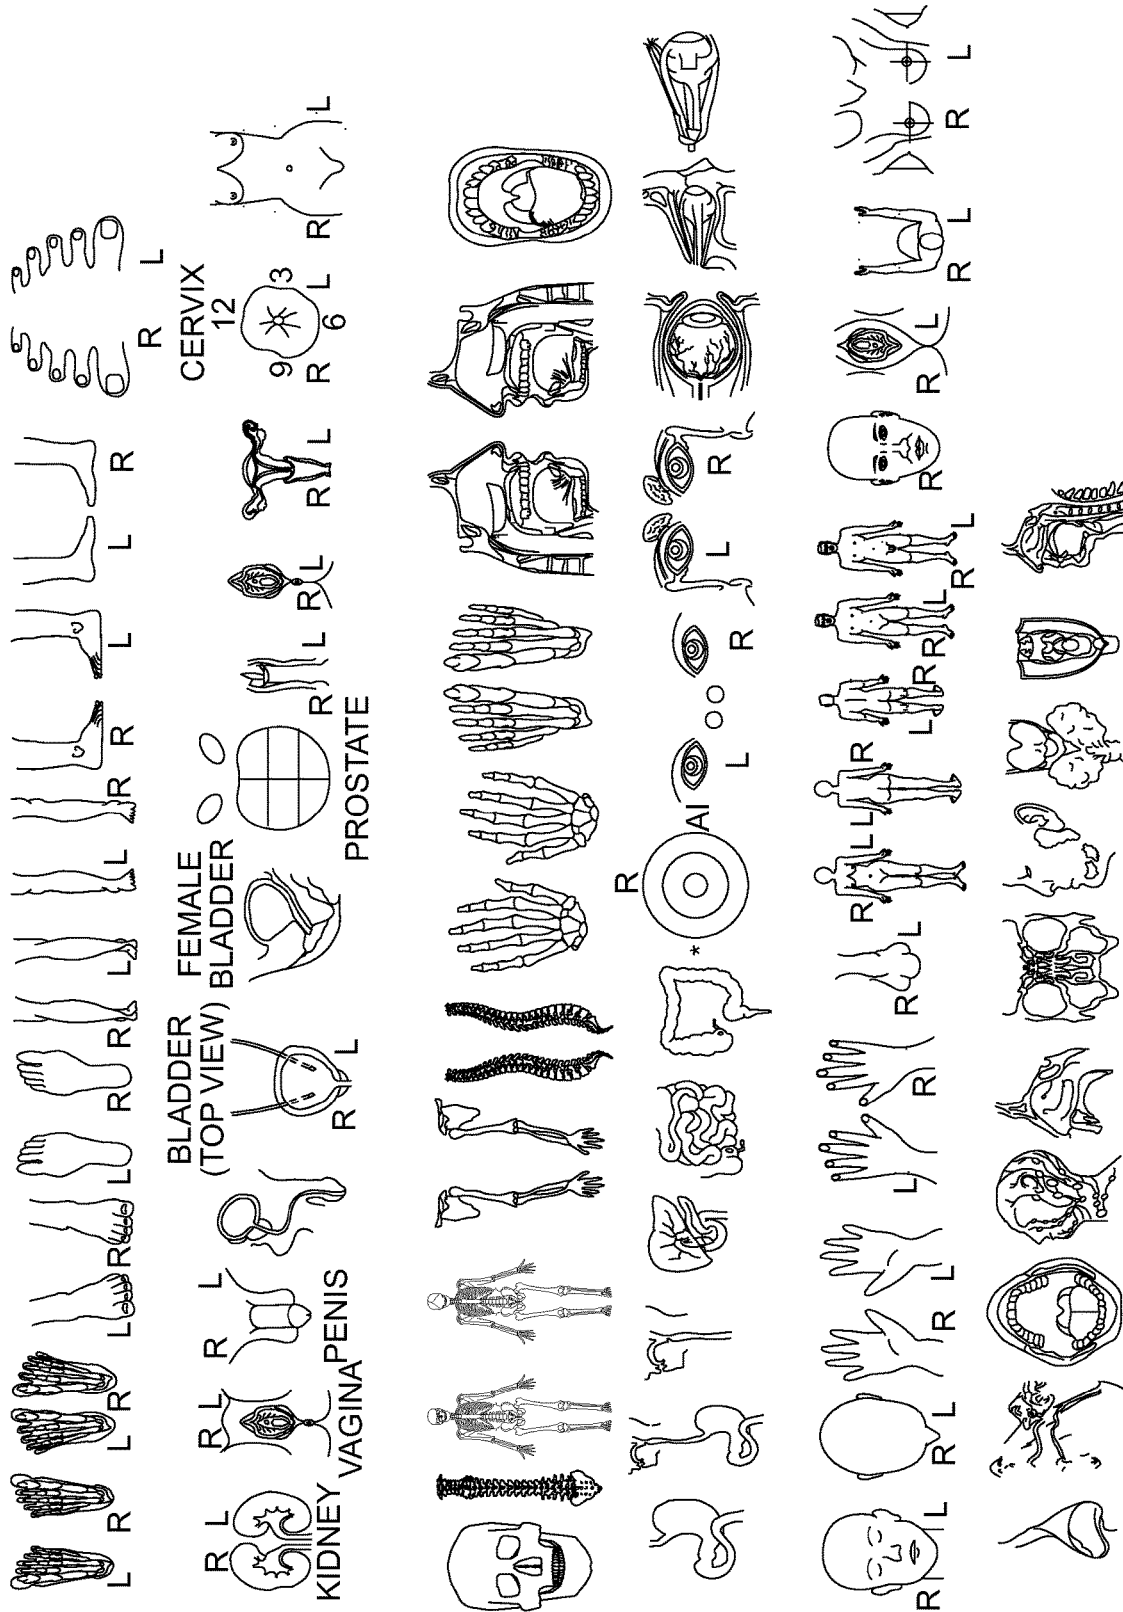 L R L R L R L R R L L R R L L R R L
R L
KIDNEY
R L
VAGINA
R L
PENIS
BLADDER
(TOP VIEW)
R L
FEMALE
BLADDER
PROSTATE
R L
R L
R L
CERVIX
12
9 3
R 6 L
R L
*
R
AI
L R
L R
R L
R L
R L
L R
R L
R L
L R
L R
R L
R L
R
R L
R L
R L